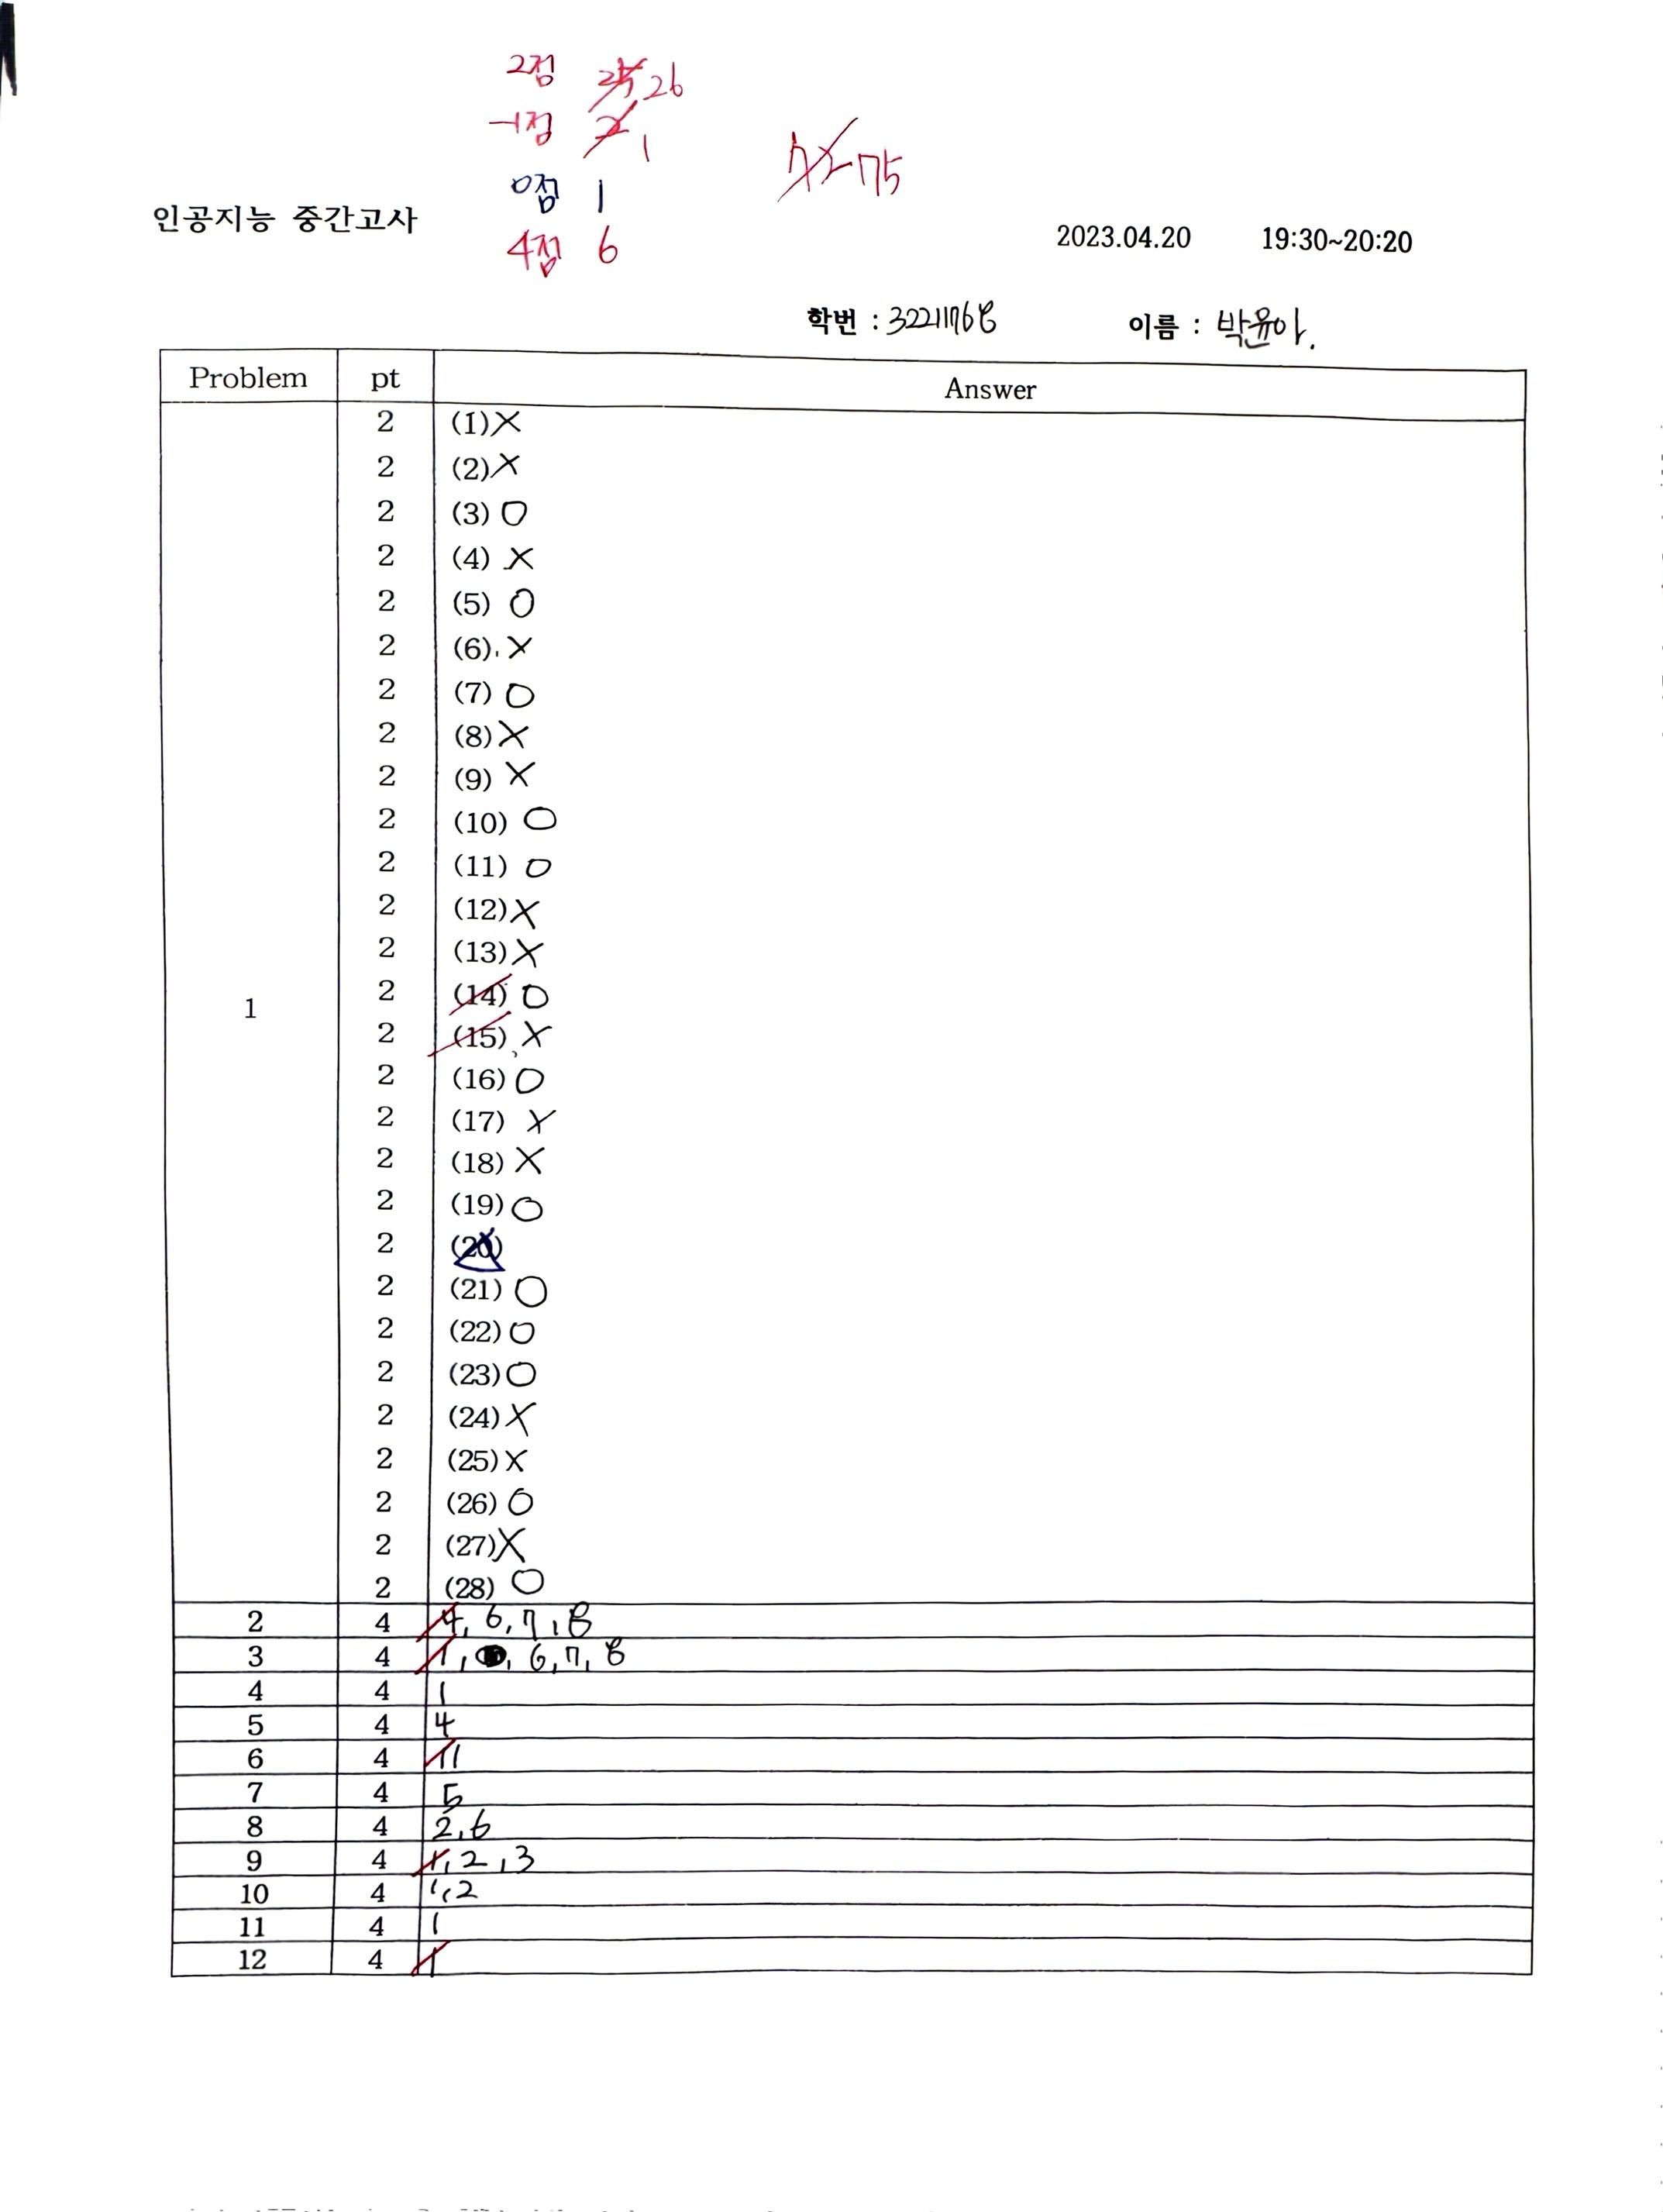 2점 25 26
-1점 2 1
72 75
0점 1
인공지능 중간고사
4점 6
2023.04.20 19:30~20:20
학번 : 32211768 이름 : 박윤아.
Problem pt Answer
1
2 (1) X
2 (2) X
2 (3) O
2 (4) X
2 (5) O
2 (6). X
2 (7) O
2 (8) X
2 (9) X
2 (10) O
2 (11) O
2 (12) X
2 (13) X
2 (14) O
2 (15) X
2 (16) O
2 (17) X
2 (18) X
2 (19) O
2 (20)
2 (21) O
2 (22) O
2 (23) O
2 (24) X
2 (25) X
2 (26) O
2 (27) X
2 (28) O
2 4 4, 6, 7, 8
3 4 1, 6, 7, 8
4 4 1
5 4 4
6 4 11
7 4 5
8 4 2, 6
9 4 1, 2, 3
10 4 1, 2
11 4 1
12 4 1